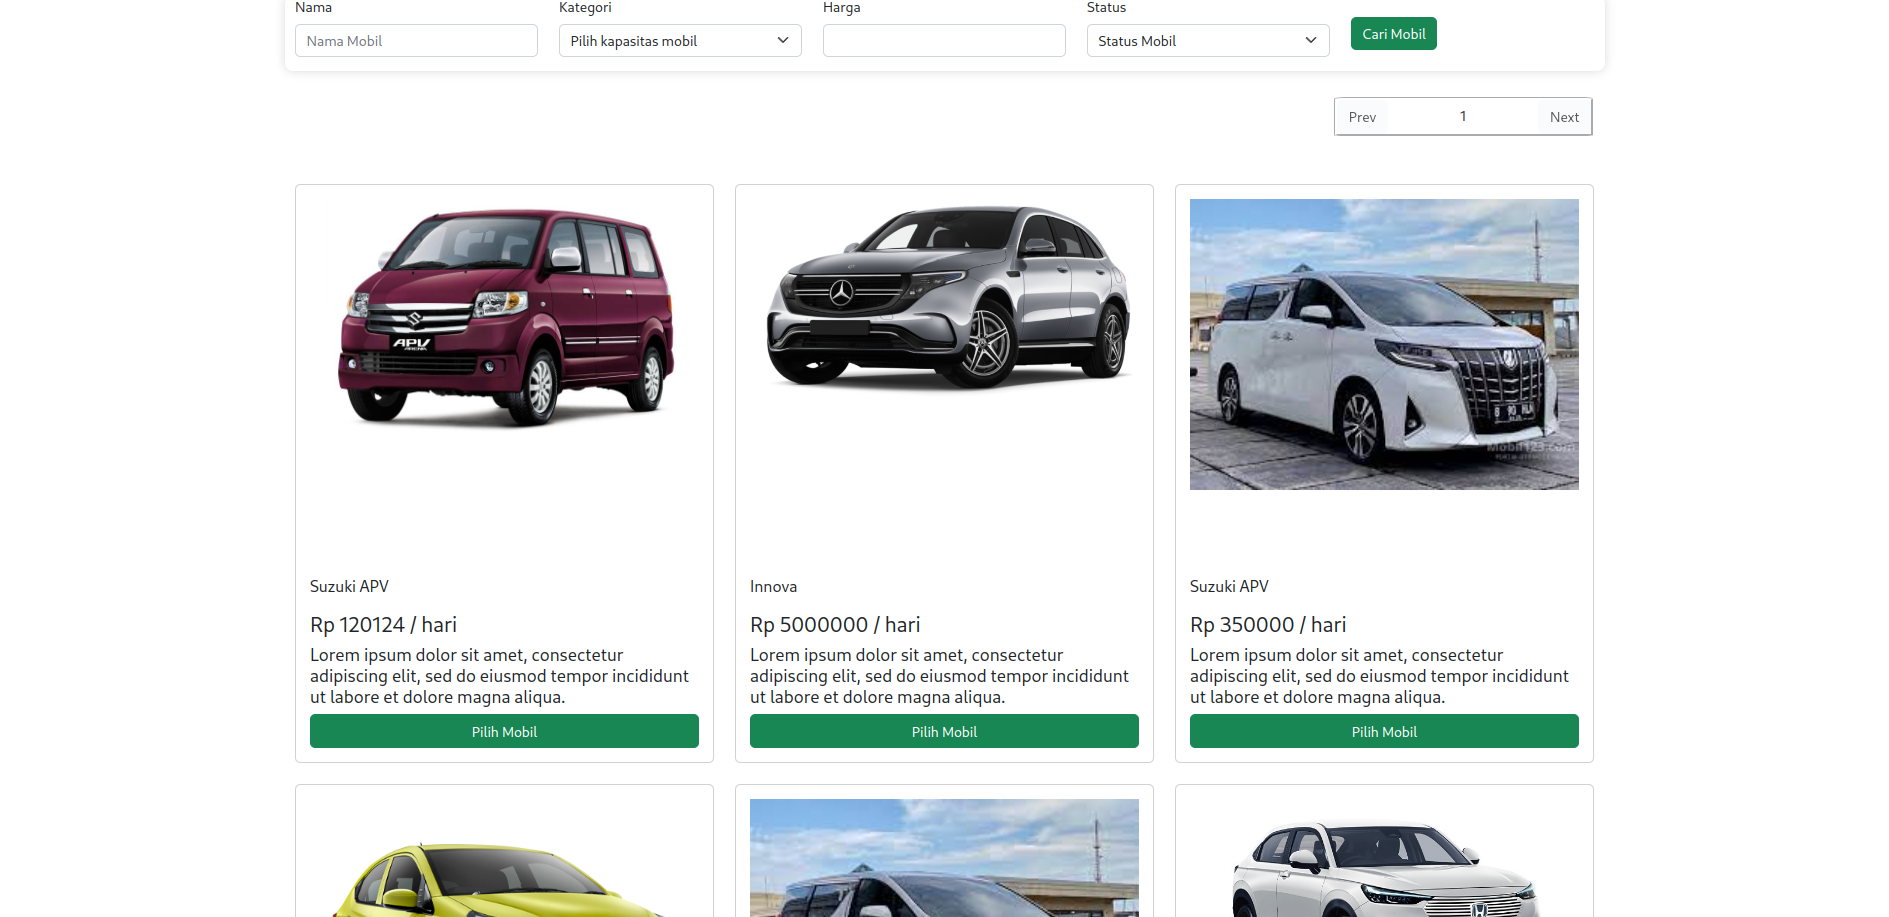 Nama
Kategori
Harga
Status
Nama Mobil
Pilih kapasitas mobil
Status Mobil
Cari Mobil
Prev
1
Next
APV
ARENA
Mobil123.com
Suzuki APV
Rp 120124 / hari
Lorem ipsum dolor sit amet, consectetur
adipiscing elit, sed do eiusmod tempor incididunt
ut labore et dolore magna aliqua.
Pilih Mobil
Innova
Rp 5000000 / hari
Lorem ipsum dolor sit amet, consectetur
adipiscing elit, sed do eiusmod tempor incididunt
ut labore et dolore magna aliqua.
Pilih Mobil
Suzuki APV
Rp 350000 / hari
Lorem ipsum dolor sit amet, consectetur
adipiscing elit, sed do eiusmod tempor incididunt
ut labore et dolore magna aliqua.
Pilih Mobil